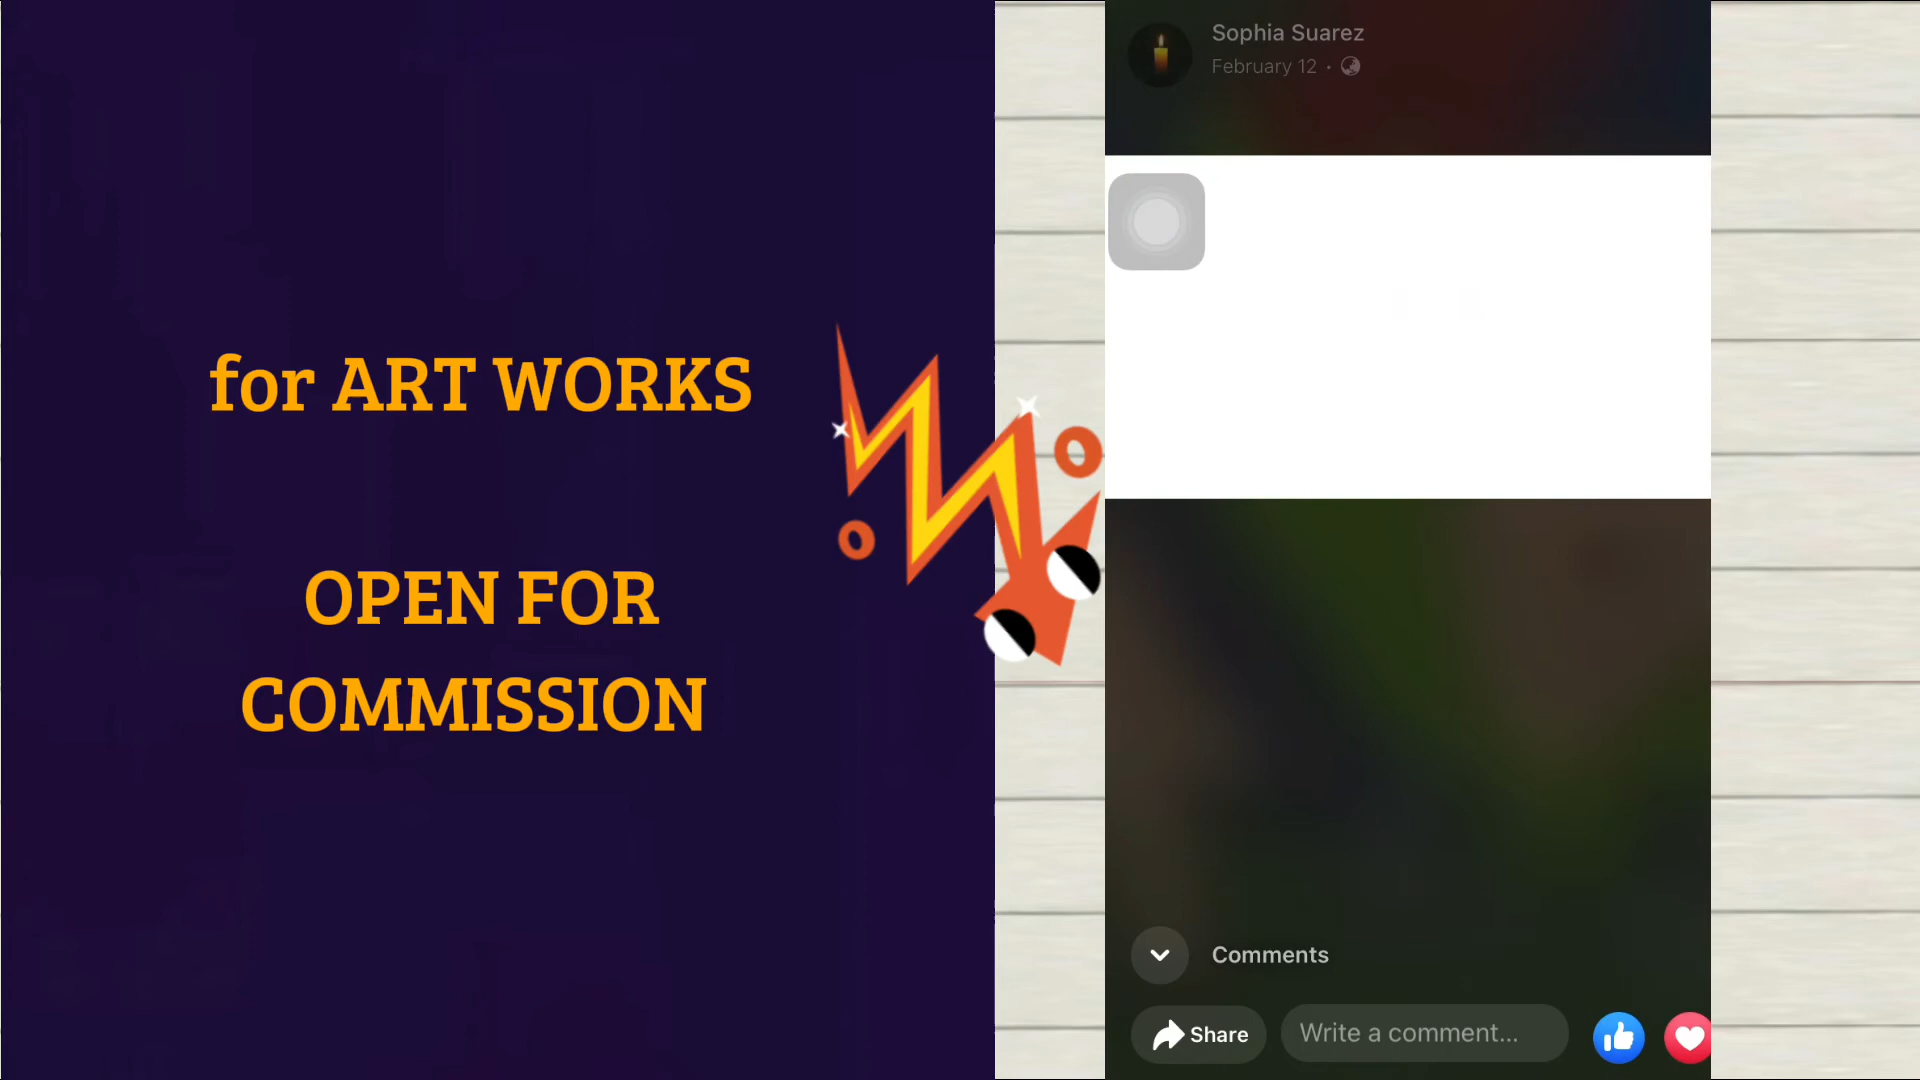 for ART WORKS
OPEN FOR
COMMISSION
Sophia Suarez
February 12 ·
Comments
Share
Write a comment...